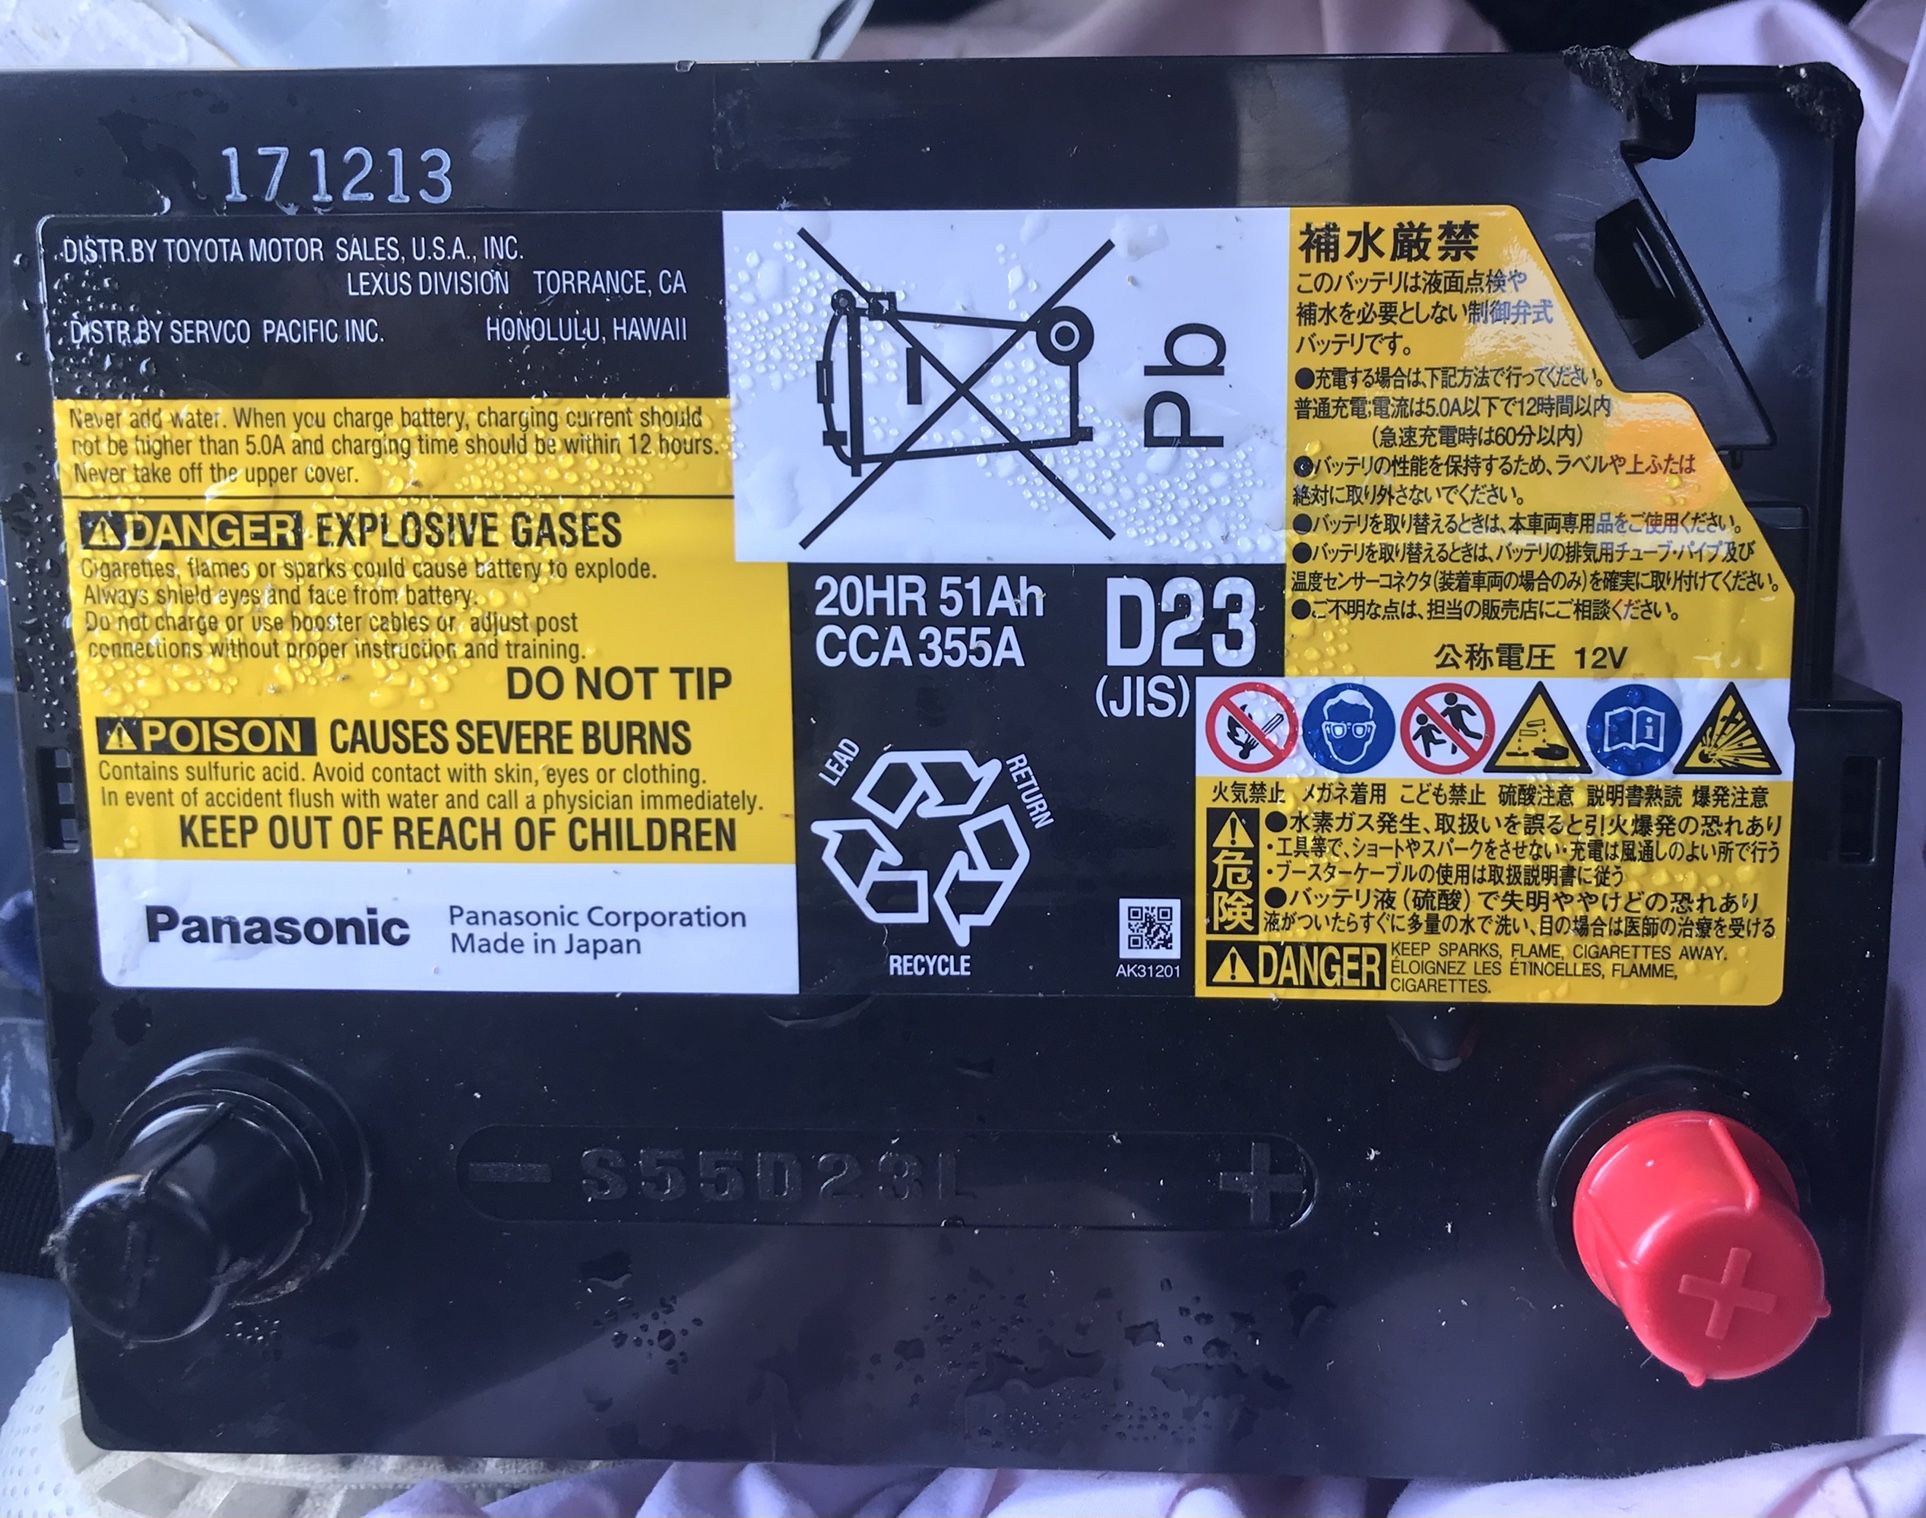 171213
DISTR.BY TOYOTA MOTOR SALES, U.S.A., INC.
LEXUS DIVISION TORRANCE, CA
DISTR.BY SERVCO PACIFIC INC. HONOLULU, HAWAII
Never add water. When you charge battery, charging current should
not be higher than 5.0A and charging time should be within 12 hours.
Never take off the upper cover.
DANGER EXPLOSIVE GASES
Cigarettes, flames or sparks could cause battery to explode.
Always shield eyes and face from battery.
Do not charge or use booster cables or adjust post
connections without proper instruction and training.
DO NOT TIP
POISON CAUSES SEVERE BURNS
Contains sulfuric acid. Avoid contact with skin, eyes or clothing.
In event of accident flush with water and call a physician immediately.
KEEP OUT OF REACH OF CHILDREN
Panasonic
Panasonic Corporation
Made in Japan
Pb
20HR 51Ah
CCA 355A
D23
(JIS)
LEAD
RETURN
RECYCLE
AK31201
補水厳禁
このバッテリは液面点検や
補水を必要としない制御弁式
バッテリです。
●充電する場合は、下記方法で行ってください。
普通充電;電流は5.0A以下で12時間以内
(急速充電時は60分以内)
●バッテリの性能を保持するため、ラベルや上ふたは
絶対に取り外さないでください。
●バッテリを取り替えるときは、本車両専用品をご使用ください。
●バッテリを取り替えるときは、バッテリの排気用チューブ・パイプ及び
温度センサーコネクタ(装着車両の場合のみ)を確実に取り付けてください。
●ご不明な点は、担当の販売店にご相談ください。
公称電圧 12V
火気禁止 メガネ着用 こども禁止 硫酸注意 説明書熟読 爆発注意
危険
●水素ガス発生、取扱いを誤ると引火爆発の恐れあり
・工具等で、ショートやスパークをさせない・充電は風通しのよい所で行う
・ブースターケーブルの使用は取扱説明書に従う
●バッテリ液(硫酸)で失明ややけどの恐れあり
液がついたらすぐに多量の水で洗い、目の場合は医師の治療を受ける
DANGER
KEEP SPARKS, FLAME, CIGARETTES AWAY.
ÉLOIGNEZ LES ÉTINCELLES, FLAMME,
CIGARETTES.
− S55D23L +
+